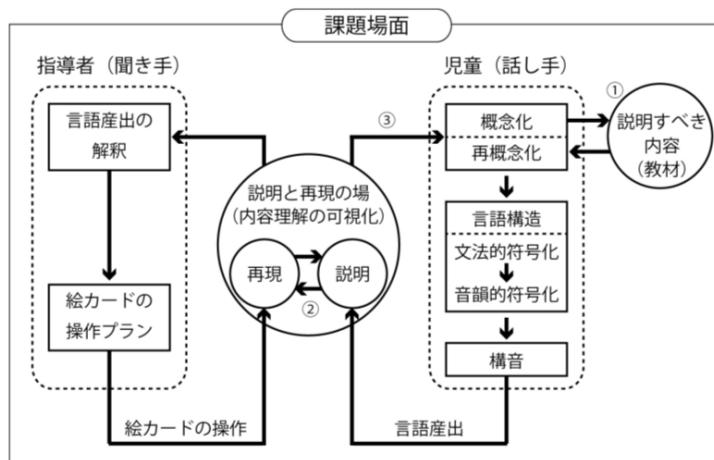 課題場面
指導者（聞き手）
言語産出の
解釈
絵カードの
操作プラン
絵カードの操作
説明と再現の場
（内容理解の可視化）
再現
説明
②
③
児童（話し手）
概念化
再概念化
言語構造
文法的符号化
音韻的符号化
構音
言語産出
①
説明すべき
内容
（教材）